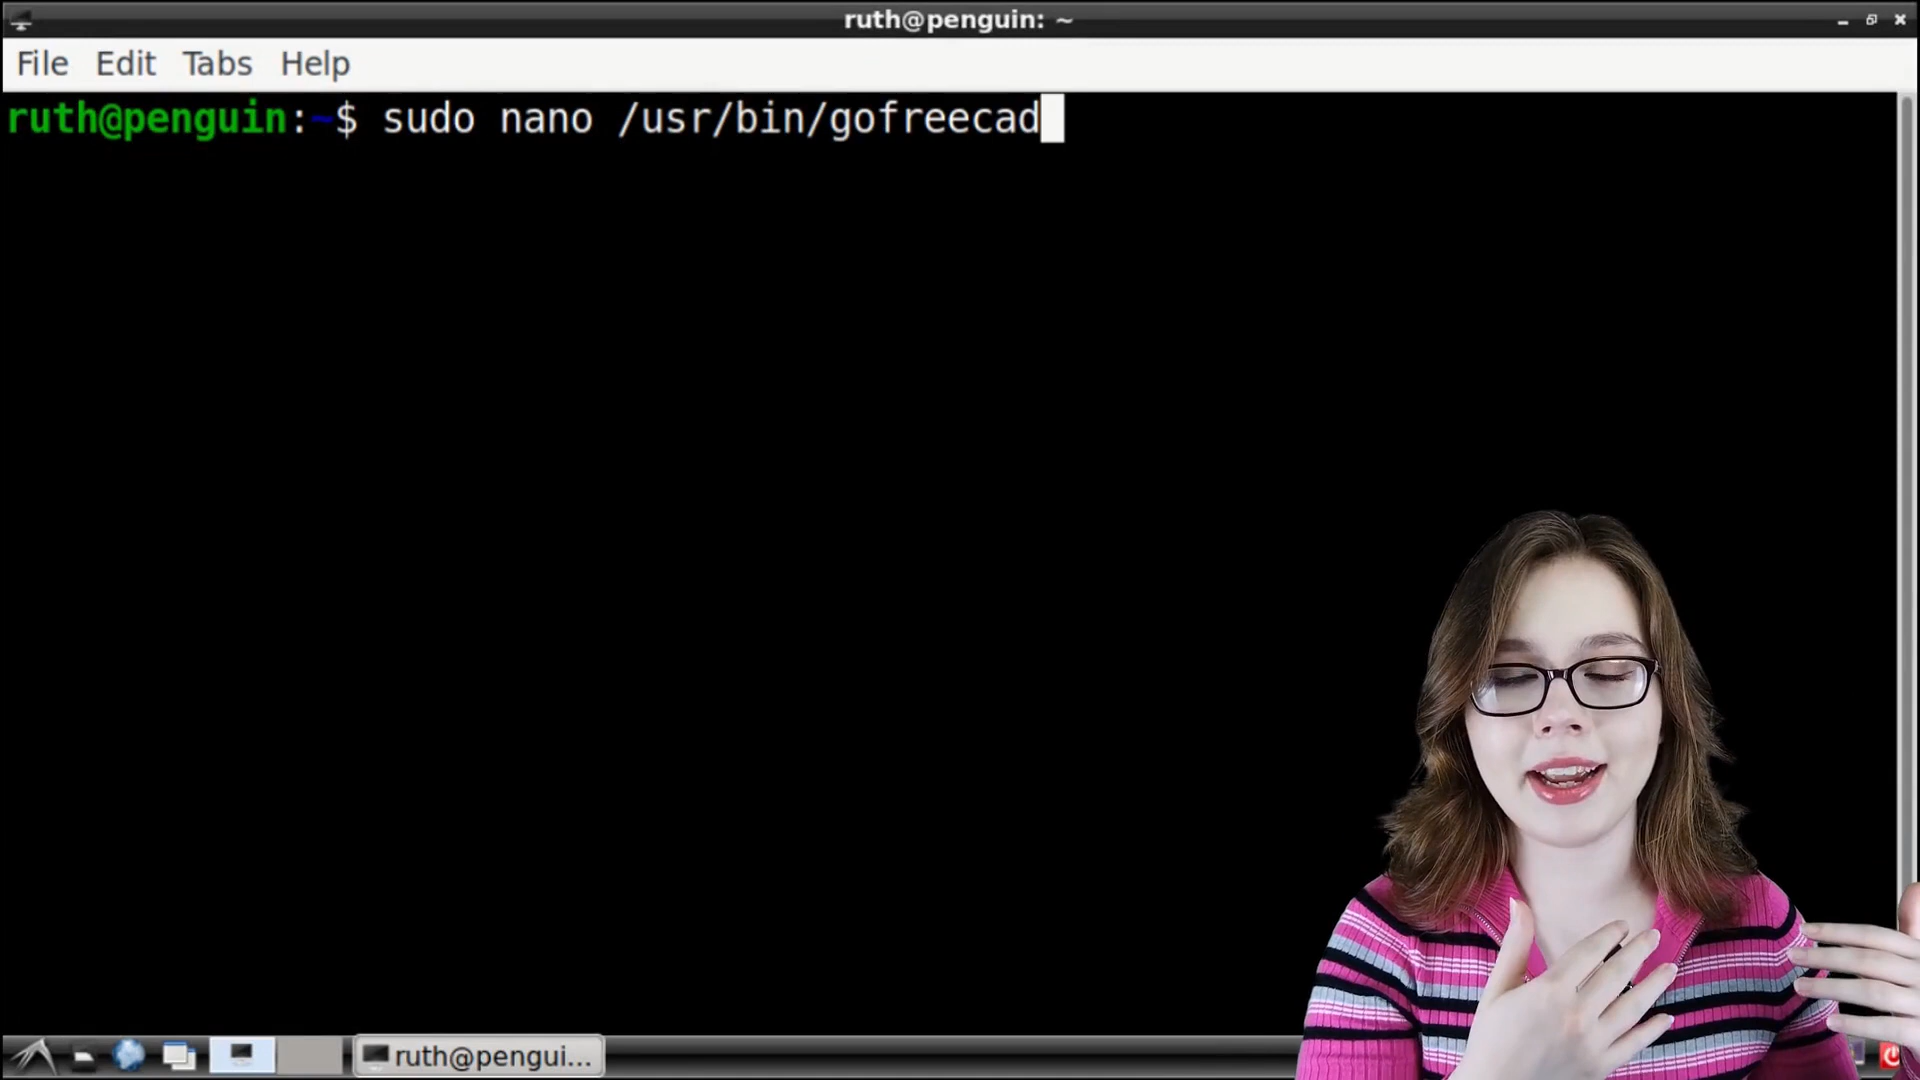 ruth@penguin: ~
File Edit Tabs Help
ruth@penguin:~$ sudo nano /usr/bin/gofreecad
ruth@pengui...